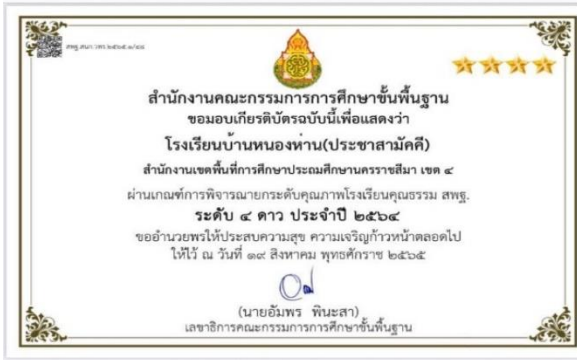 สำนักงานคณะกรรมการการศึกษาขั้นพื้นฐาน
ขอมอบเกียรติบัตรฉบับนี้เพื่อแสดงว่า
โรงเรียนบ้านหนองห่าน(ประชาสามัคคี)
สำนักงานเขตพื้นที่การศึกษาประถมศึกษานครราชสีมา เขต ๔
ผ่านเกณฑ์การพิจารณายกระดับคุณภาพโรงเรียนคุณธรรม สพฐ.
ระดับ ๔ ดาว ประจำปี ๒๕๖๔
ขออำนวยพรให้ประสบความสุข ความเจริญก้าวหน้าตลอดไป
ให้ไว้ ณ วันที่ ๑๙ สิงหาคม พุทธศักราช ๒๕๖๕
(นายอัมพร พินะสา)
เลขาธิการคณะกรรมการการศึกษาขั้นพื้นฐาน